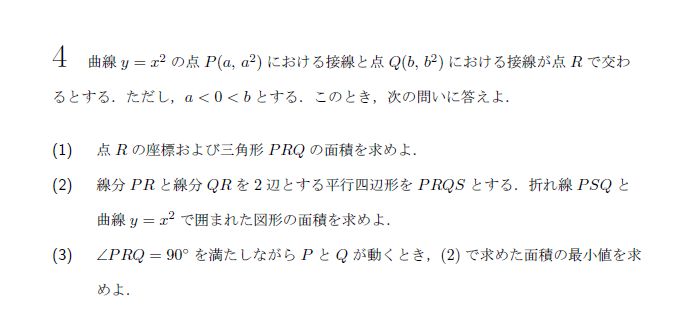 4 曲線 y = x² の点 P(a, a²) における接線と点 Q(b, b²) における接線が点 R で交わ
るとする．ただし，a < 0 < b とする．このとき，次の問いに答えよ．
(1) 点 R の座標および三角形 PRQ の面積を求めよ．
(2) 線分 PR と線分 QR を 2 辺とする平行四辺形を PRQS とする．折れ線 PSQ と
曲線 y = x² で囲まれた図形の面積を求めよ．
(3) ∠PRQ = 90° を満たしながら P と Q が動くとき，(2) で求めた面積の最小値を求
めよ．